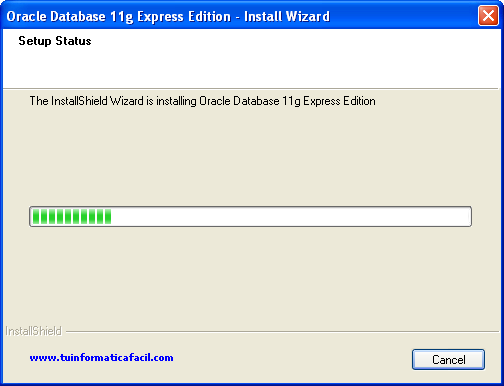 Oracle Database 11g Express Edition - Install Wizard
Setup Status
The InstallShield Wizard is installing Oracle Database 11g Express Edition
InstallShield
www.tuinformaticafacil.com
Cancel